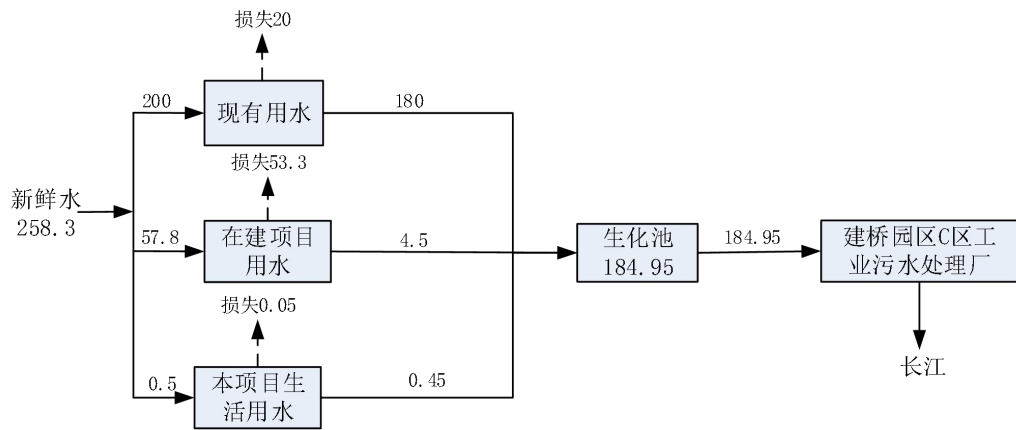 损失20
200
现有用水
180
损失53.3
新鲜水
258.3
57.8
在建项目
用水
4.5
生化池
184.95
184.95
建桥园区C区工
业污水处理厂
损失0.05
0.5
本项目生
活用水
0.45
长江